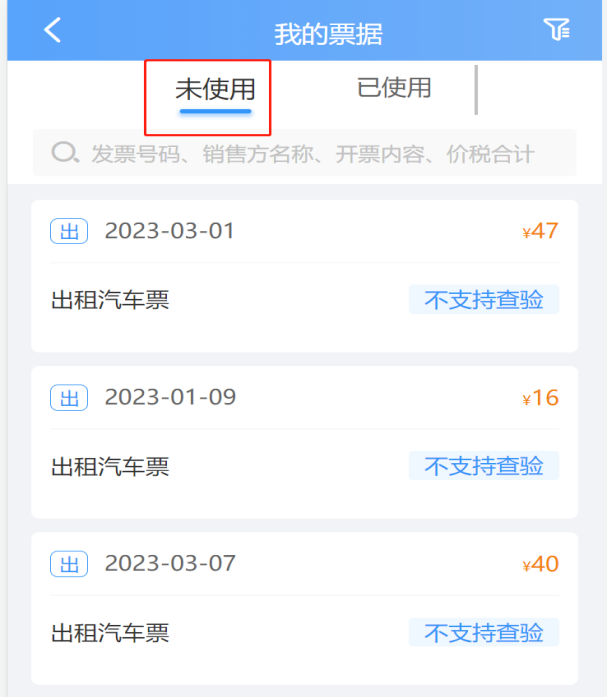 我的票据
未使用 已使用
发票号码、销售方名称、开票内容、价税合计
出 2023-03-01 ¥47
出租汽车票 不支持查验
出 2023-01-09 ¥16
出租汽车票 不支持查验
出 2023-03-07 ¥40
出租汽车票 不支持查验